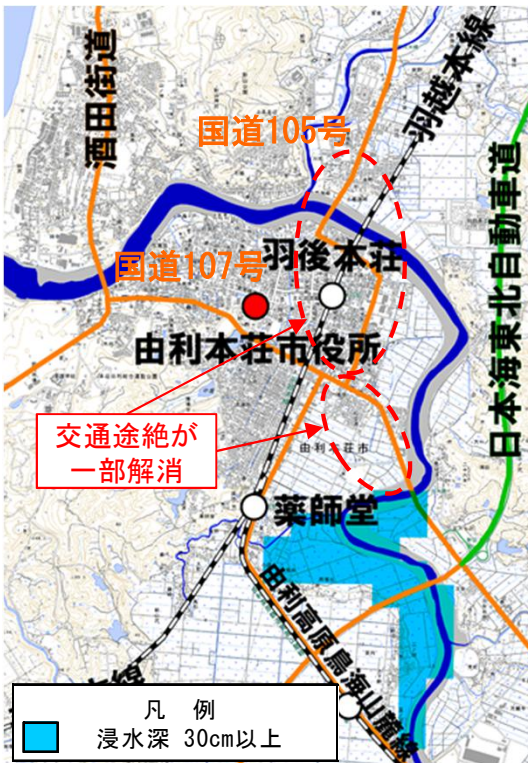 酒田街道
羽越本線
国道105号
日本海東北自動車道
国道107号
羽後本荘
由利本荘市役所
交通途絶が
一部解消
由利本荘市
薬師堂
由利高原鳥海山麓線
本線
凡 例
浸水深 30cm以上